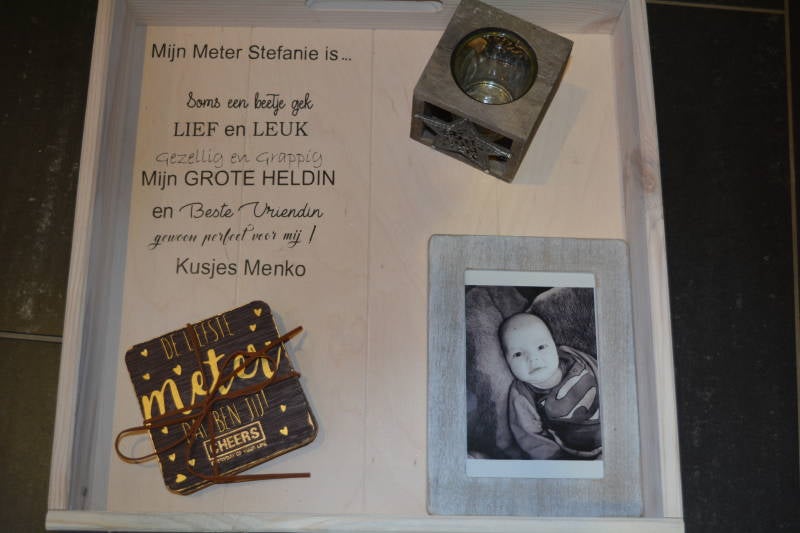 Mijn Meter Stefanie is...
Soms een beetje gek
LIEF en LEUK
Gezellig en Grappig
Mijn GROTE HELDIN
en Beste Vriendin
gewoon perfect voor mij!
Kusjes Menko
DE LIEFSTE
meter
DAT BEN JIJ!
CHEERS